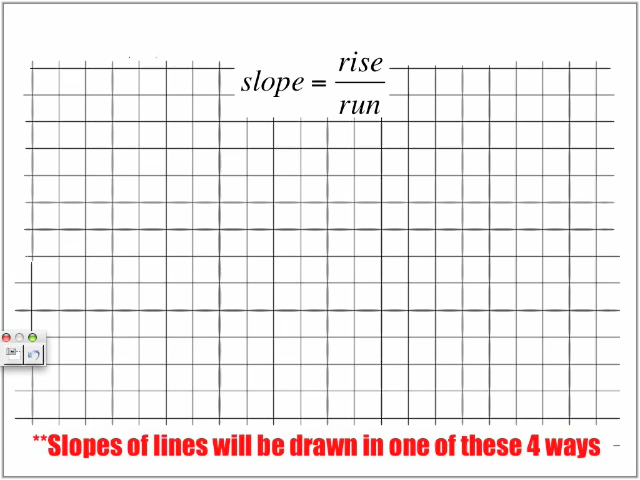 slope = rise
run
**Slopes of lines will be drawn in one of these 4 ways